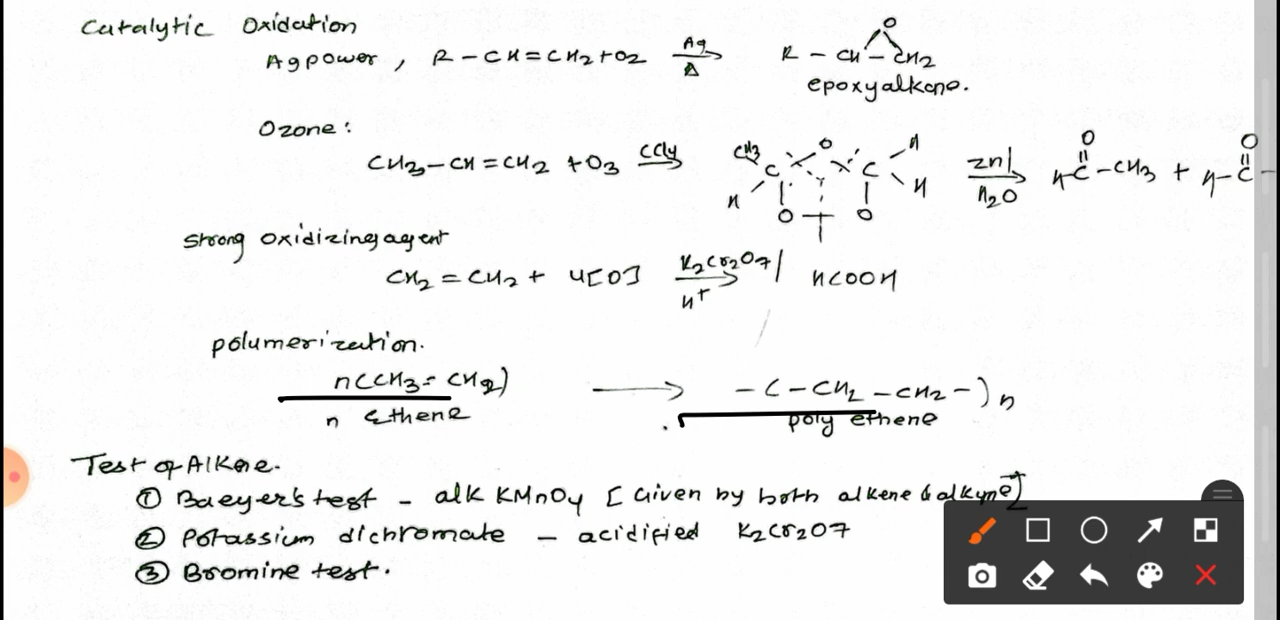 Catalytic Oxidation
Agpower, R - CH = CH2 + O2 Ag Δ R - CH - CH2 O
epoxyalkane.
Ozone:
CH3 - CH = CH2 + O3 CCl4 CH3 C H O C H H O O Zn/ H2O H - C - CH3 O + H - C - O
strong oxidizing agent
CH2 = CH2 + 4[O] K2Cr2O7/ H+ HCOOH
polumerization.
n(CH3 = CH2) → - ( - CH2 - CH2 - )n
n Ethene poly ethene
Test of Alkene.
① Baeyer's test - alk KMnO4 [Given by both alkene & alkyne]
② Potassium dichromate - acidified K2Cr2O7
③ Bromine test.